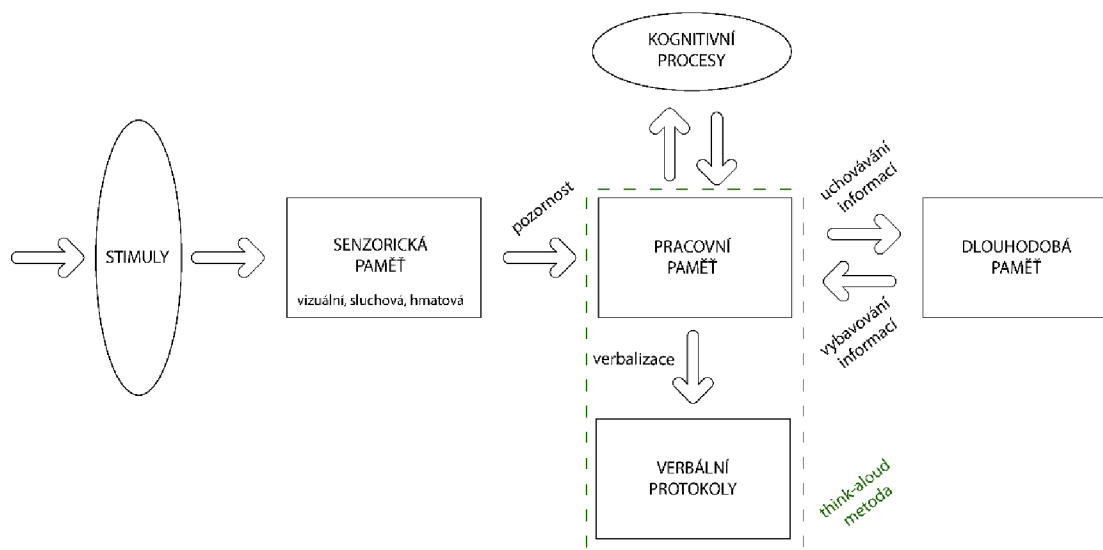 KOGNITIVNÍ
PROCESY
STIMULY
SENZORICKÁ
PAMĚŤ
vizuální, sluchová, hmatová
pozornost
PRACOVNÍ
PAMĚŤ
uchovávání
informací
vybavování
informací
DLOUHODOBÁ
PAMĚŤ
verbalizace
VERBÁLNÍ
PROTOKOLY
think-aloud
metoda